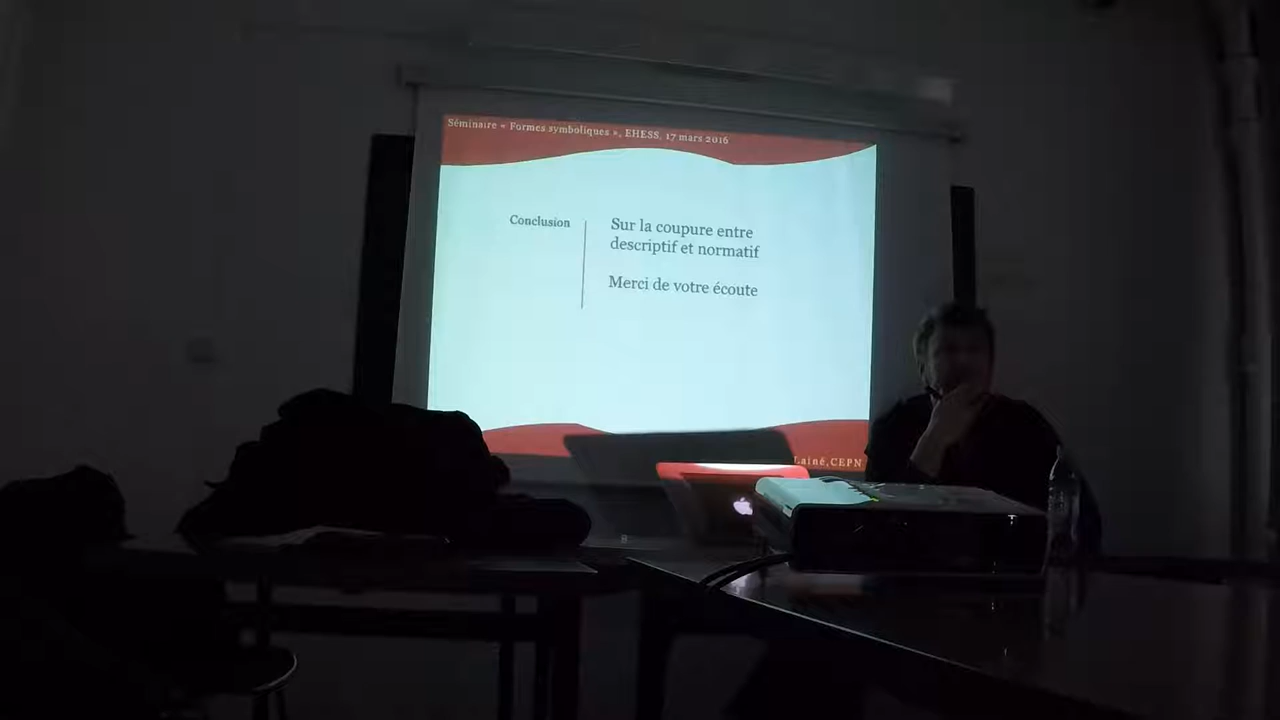 Séminaire « Formes symboliques », EHESS, 17 mars 2016
Conclusion
Sur la coupure entre
descriptif et normatif
Merci de votre écoute
Lainé, CEPN